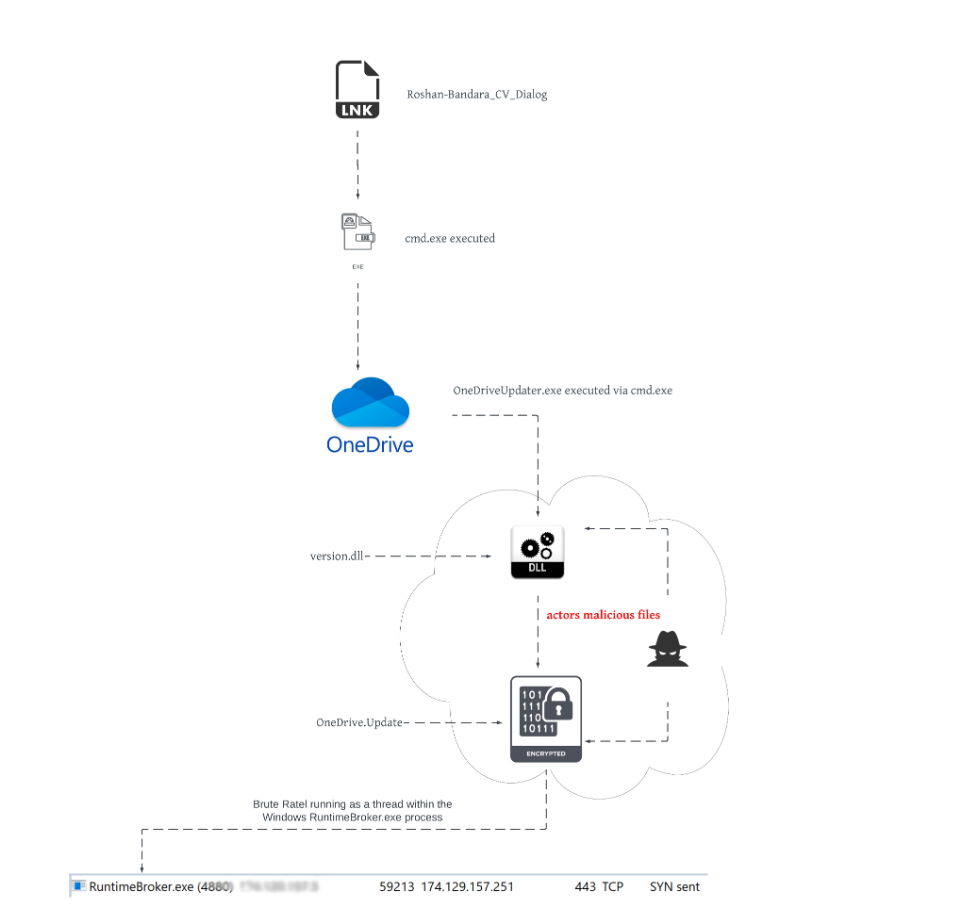 LNK
Roshan-Bandara_CV_Dialog
EXE
cmd.exe executed
EXE
OneDriveUpdater.exe executed via cmd.exe
OneDrive
version.dll
DLL
actors malicious files
101
111
110
10111
OneDrive.Update
ENCRYPTED
Brute Ratel running as a thread within the
Windows RuntimeBroker.exe process
RuntimeBroker.exe (4880) 59213 174.129.157.251 443 TCP SYN sent